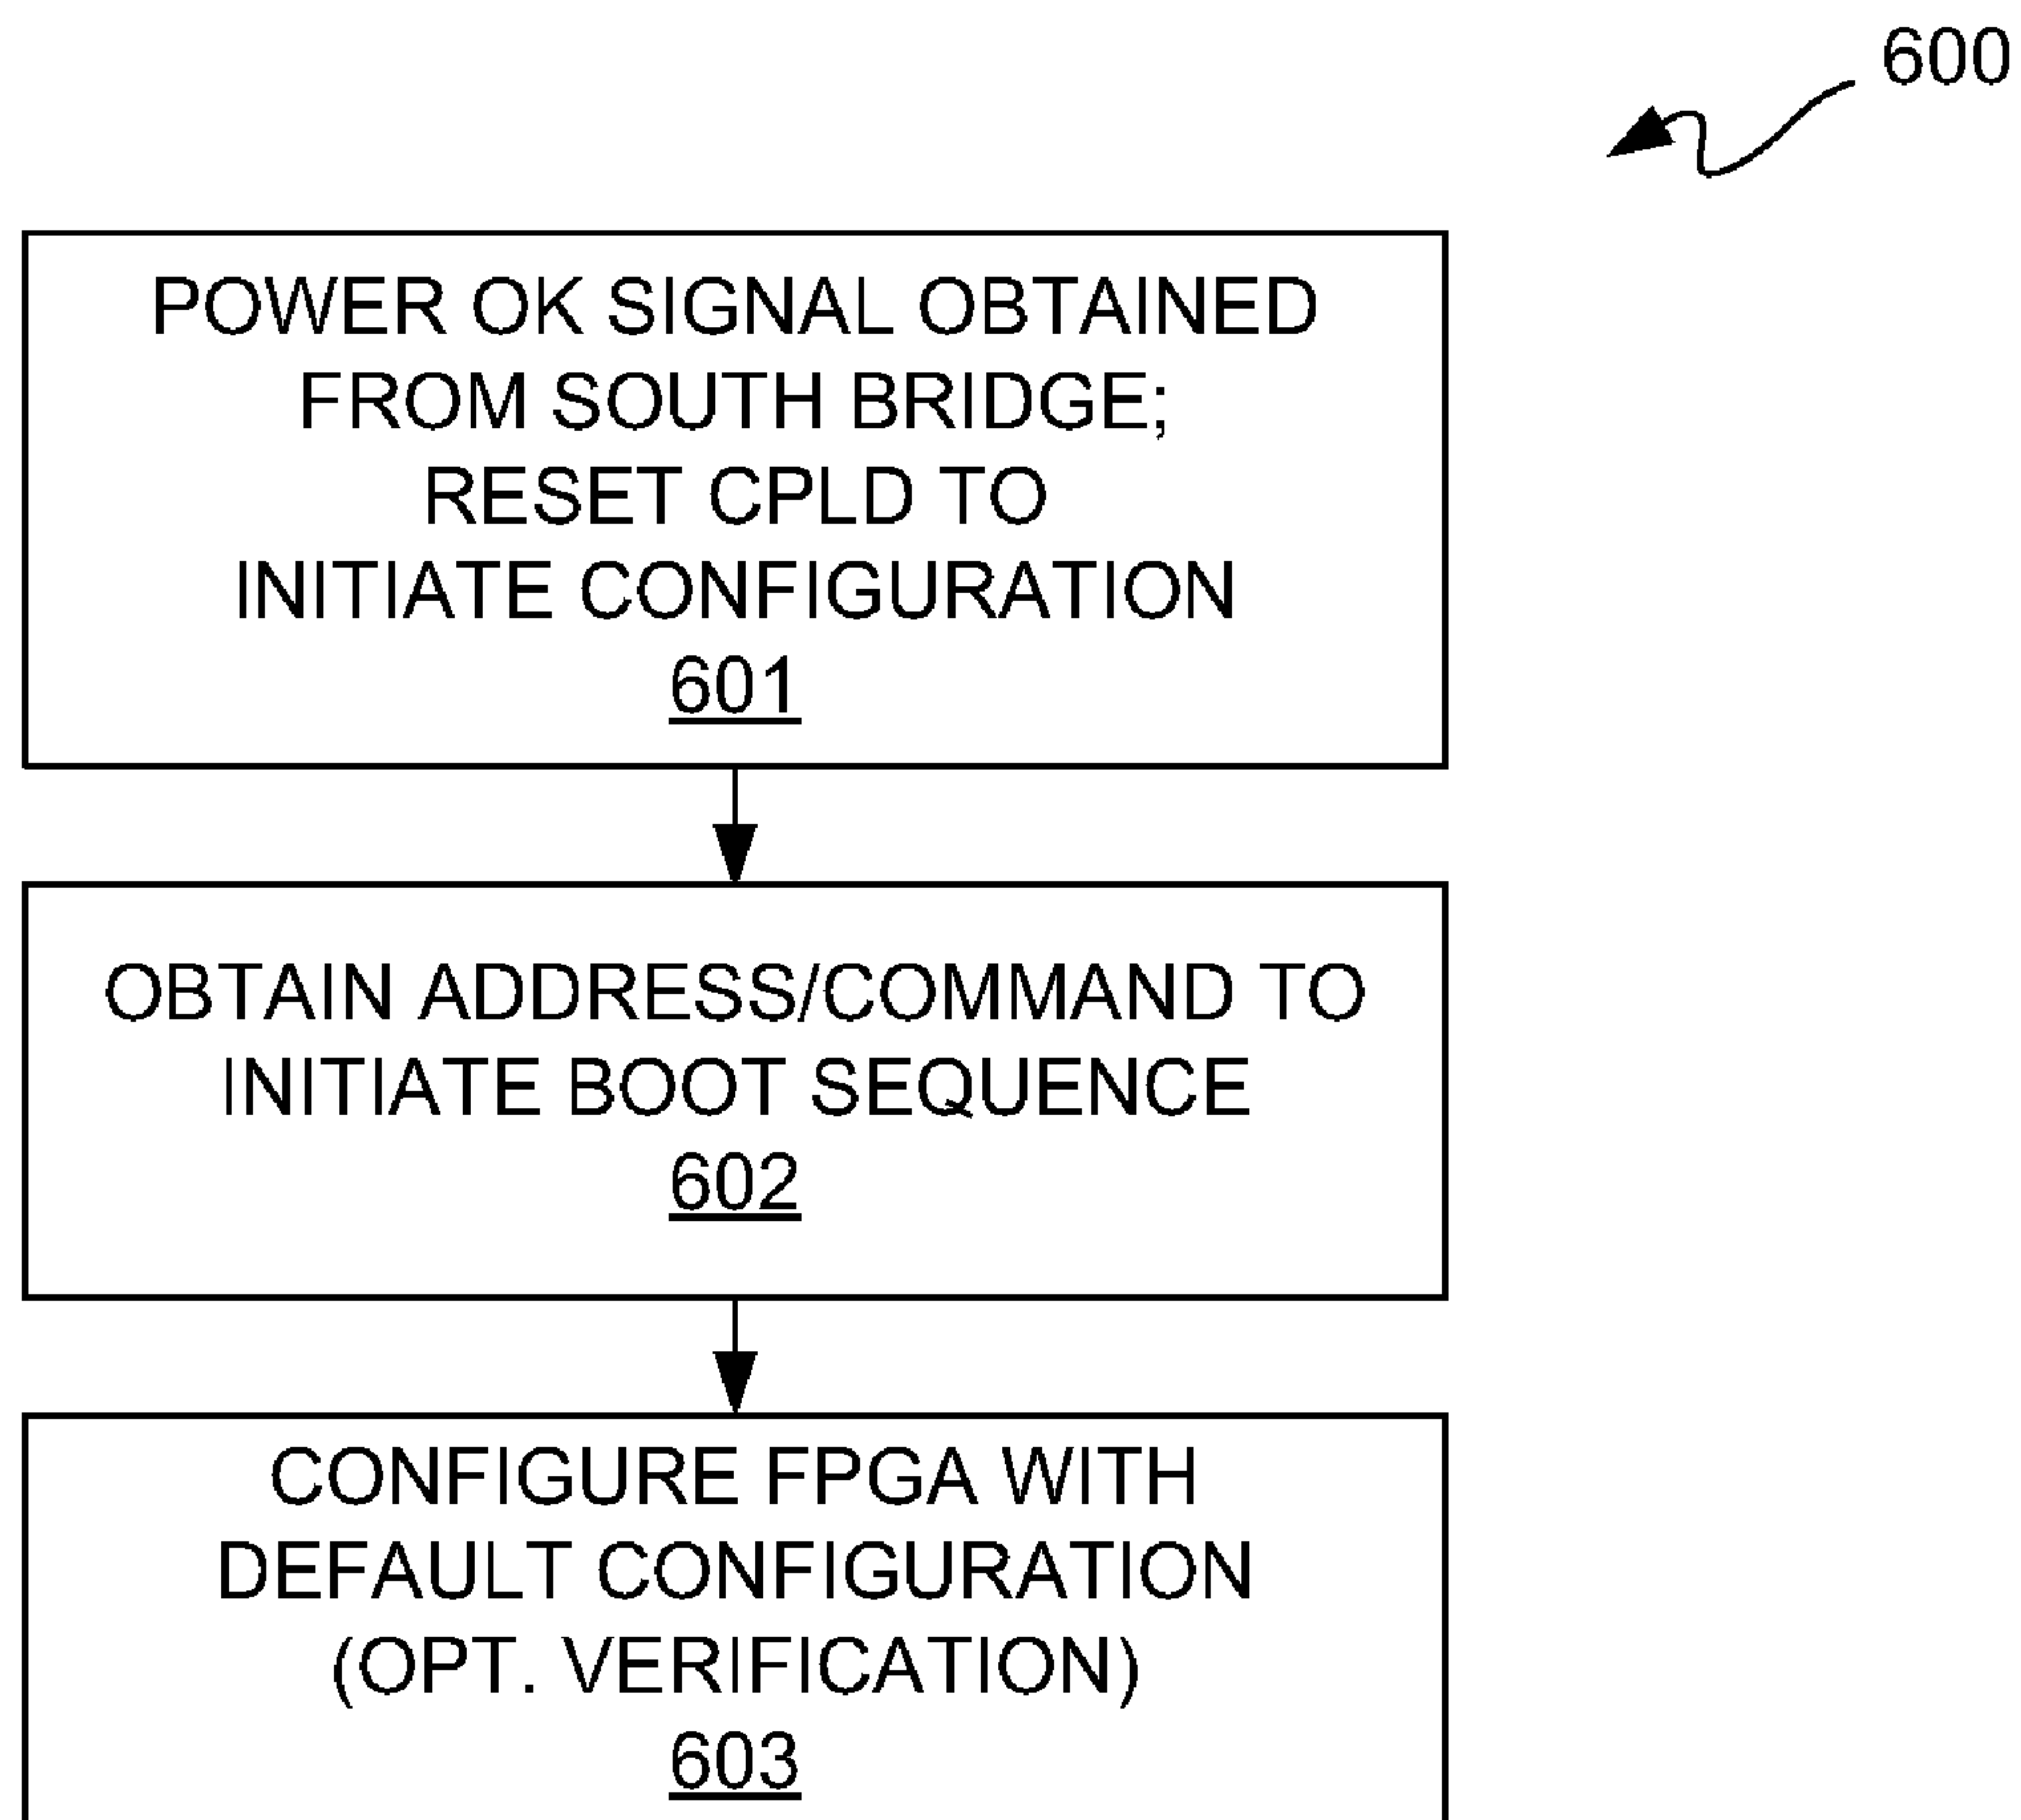 600
POWER OK SIGNAL OBTAINED
FROM SOUTH BRIDGE;
RESET CPLD TO
INITIATE CONFIGURATION
601
OBTAIN ADDRESS/COMMAND TO
INITIATE BOOT SEQUENCE
602
CONFIGURE FPGA WITH
DEFAULT CONFIGURATION
(OPT. VERIFICATION)
603